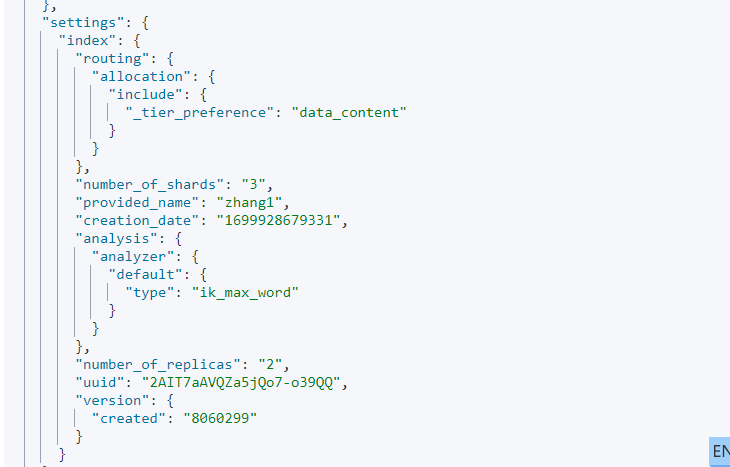 },
"settings": {
"index": {
"routing": {
"allocation": {
"include": {
"_tier_preference": "data_content"
}
}
},
"number_of_shards": "3",
"provided_name": "zhang1",
"creation_date": "1699928679331",
"analysis": {
"analyzer": {
"default": {
"type": "ik_max_word"
}
}
},
"number_of_replicas": "2",
"uuid": "2AIT7aAVQZa5jQo7-o39QQ",
"version": {
"created": "8060299"
}
}
EN